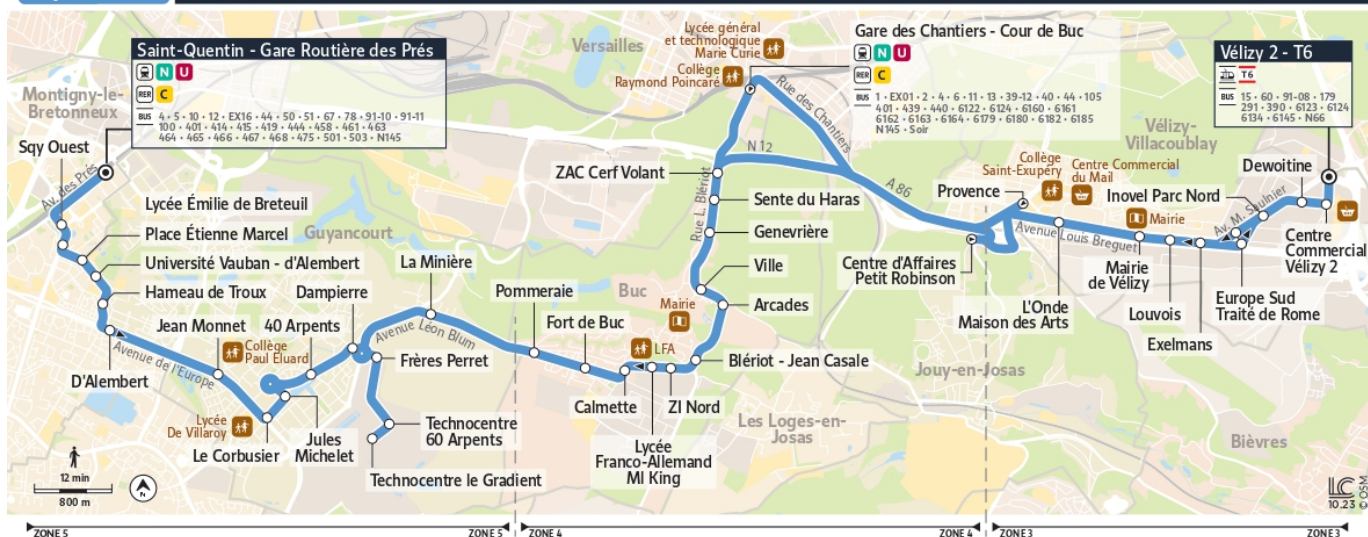 Saint-Quentin - Gare Routière des Prés
N U
RER C
BUS 4 • 5 • 10 • 12 • EX16 • 44 • 50 • 51 • 67 • 78 • 91-10 • 91-11
100 • 401 • 414 • 415 • 419 • 444 • 458 • 461 • 463
464 • 465 • 466 • 467 • 468 • 475 • 501 • 503 • N145
Gare des Chantiers - Cour de Buc
N U
RER C
BUS 1 • EX01 • 2 • 4 • 6 • 11 • 13 • 39-12 • 40 • 44 • 105
401 • 439 • 440 • 6122 • 6124 • 6160 • 6161
6162 • 6163 • 6164 • 6179 • 6180 • 6182 • 6185
N145 • Soir
Vélizy 2 - T6
T6
BUS 15 • 60 • 91-08 • 179
291 • 390 • 6123 • 6124
6134 • 6145 • N66
Versailles
Lycée général
et technologique
Marie Curie
Collège
Raymond Poincaré
Montigny-le-
Bretonneux
Sqy Ouest
Av. des Prés
Lycée Émilie de Breteuil
Place Étienne Marcel
Université Vauban - d'Alembert
Hameau de Troux
D'Alembert
Guyancourt
Avenue de l'Europe
Jean Monnet
Collège
Paul Éluard
Lycée
De Villaroy
Le Corbusier
Jules
Michelet
40 Arpents
Dampierre
Frères Perret
Technocentre
60 Arpents
Technocentre le Gradient
La Minière
Avenue Léon Blum
Pommeraie
Fort de Buc
Calmette
LFA
Lycée
Franco-Allemand
Ml King
ZI Nord
Buc
Mairie
Blériot - Jean Casale
Arcades
Ville
Genevrière
Sente du Haras
ZAC Cerf Volant
Rue L. Blériot
Rue des Chantiers
N 12
A 86
Les Loges-en-
Josas
Jouy-en-Josas
Centre d'Affaires
Petit Robinson
Provence
Collège
Saint-Exupéry
Centre Commercial
du Mail
Vélizy-
Villacoublay
Avenue Louis Breguet
L'Onde
Maison des Arts
Mairie
Mairie
de Vélizy
Louvois
Exelmans
Europe Sud
Traité de Rome
Av. M. Saulnier
Inovel Parc Nord
Dewoitine
Centre
Commercial
Vélizy 2
Bièvres
12 min
800 m
N
LC
10.23
© OSM
ZONE 5
ZONE 5
ZONE 4
ZONE 4
ZONE 3
ZONE 3